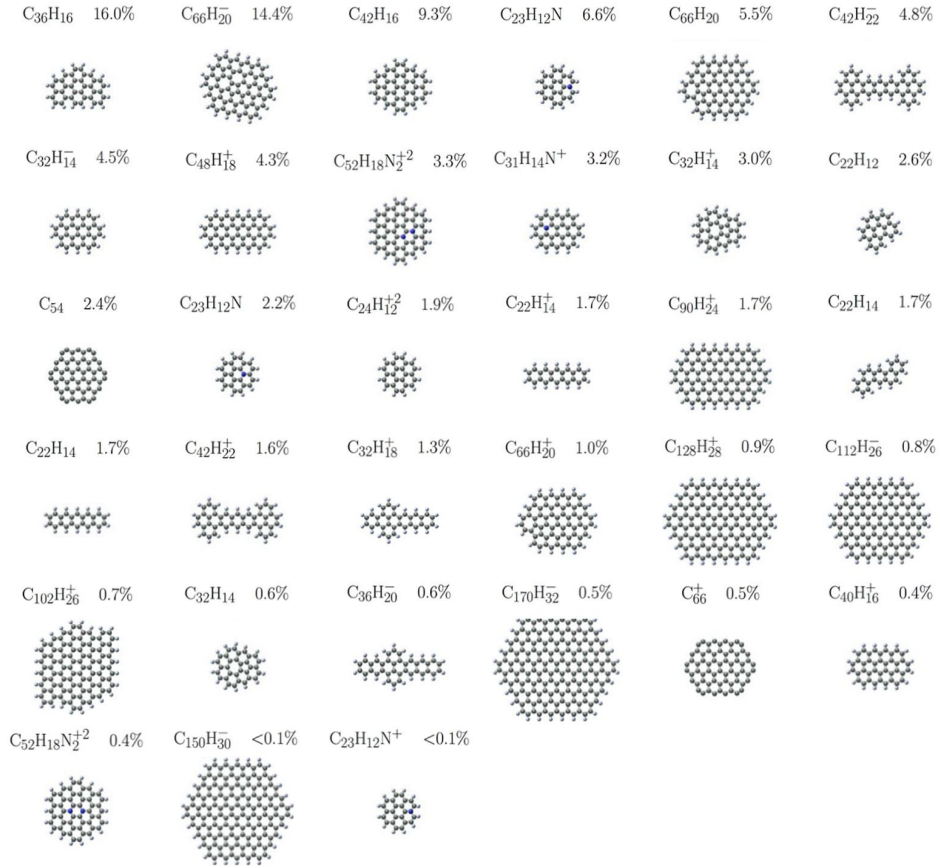 C₃₆H₁₆ 16.0% C₆₆H₂₀⁻ 14.4% C₄₂H₁₆ 9.3% C₂₃H₁₂N 6.6% C₆₆H₂₀ 5.5% C₄₂H₂₂⁻ 4.8%
C₃₂H₁₄⁻ 4.5% C₄₈H₁₈⁺ 4.3% C₅₂H₁₈N₂⁺² 3.3% C₃₁H₁₄N⁺ 3.2% C₃₂H₁₄⁺ 3.0% C₂₂H₁₂ 2.6%
C₅₄ 2.4% C₂₃H₁₂N 2.2% C₂₄H₁₂⁺² 1.9% C₂₂H₁₄⁺ 1.7% C₉₀H₂₄⁺ 1.7% C₂₂H₁₄ 1.7%
C₂₂H₁₄ 1.7% C₄₂H₂₂⁺ 1.6% C₃₂H₁₈⁺ 1.3% C₆₆H₂₀⁺ 1.0% C₁₂₈H₂₈⁺ 0.9% C₁₁₂H₂₆⁻ 0.8%
C₁₀₂H₂₆⁺ 0.7% C₃₂H₁₄ 0.6% C₃₆H₂₀⁻ 0.6% C₁₇₀H₃₂⁻ 0.5% C₆₆⁺ 0.5% C₄₀H₁₆⁺ 0.4%
C₅₂H₁₈N₂⁺² 0.4% C₁₅₀H₃₀⁻ <0.1% C₂₃H₁₂N⁺ <0.1%